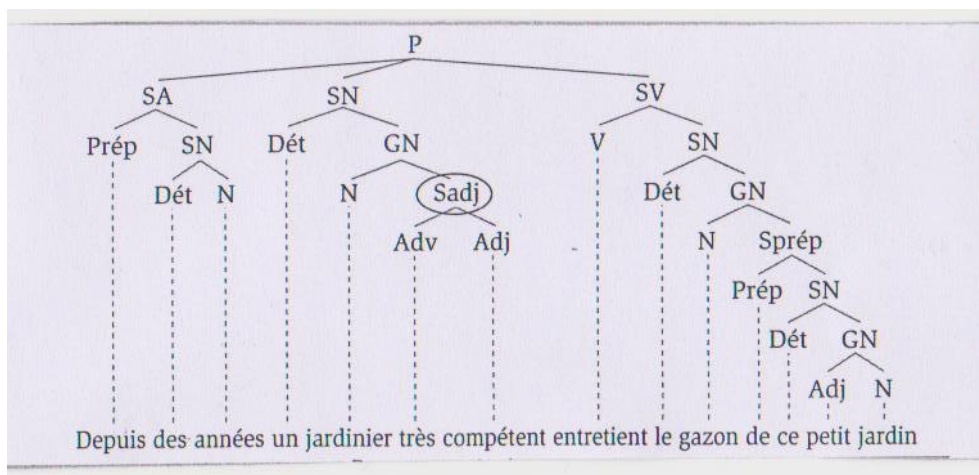 P
SA SN SV
Prép SN Dét GN V SN
Dét N N Sadj Dét GN
Adv Adj N Sprép
Prép SN
Dét GN
Adj N
Depuis des années un jardinier très compétent entretient le gazon de ce petit jardin